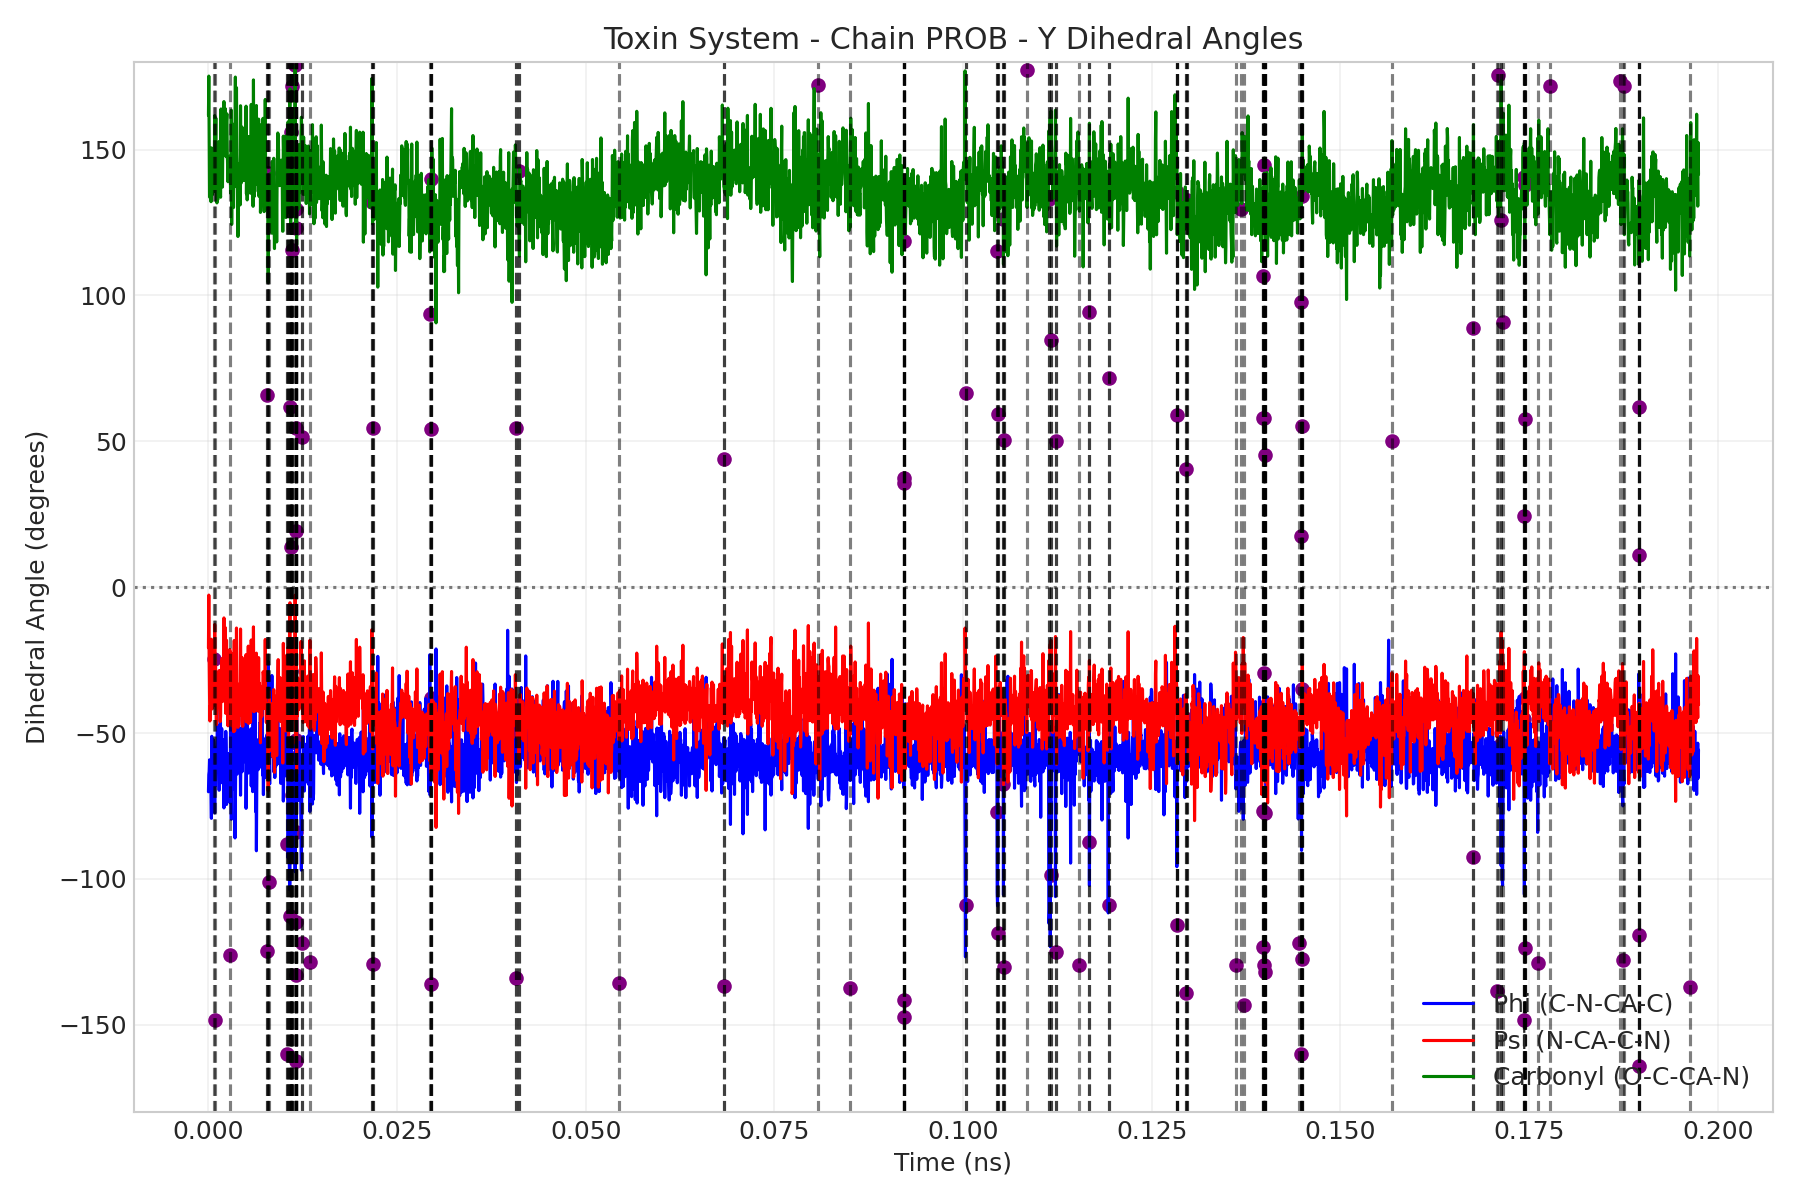 Toxin System - Chain PROB - Y Dihedral Angles
Dihedral Angle (degrees)
150
100
50
0
−50
−100
−150
Phi (C-N-CA-C)
Psi (N-CA-C-N)
Carbonyl (O-C-CA-N)
0.000 0.025 0.050 0.075 0.100 0.125 0.150 0.175 0.200
Time (ns)